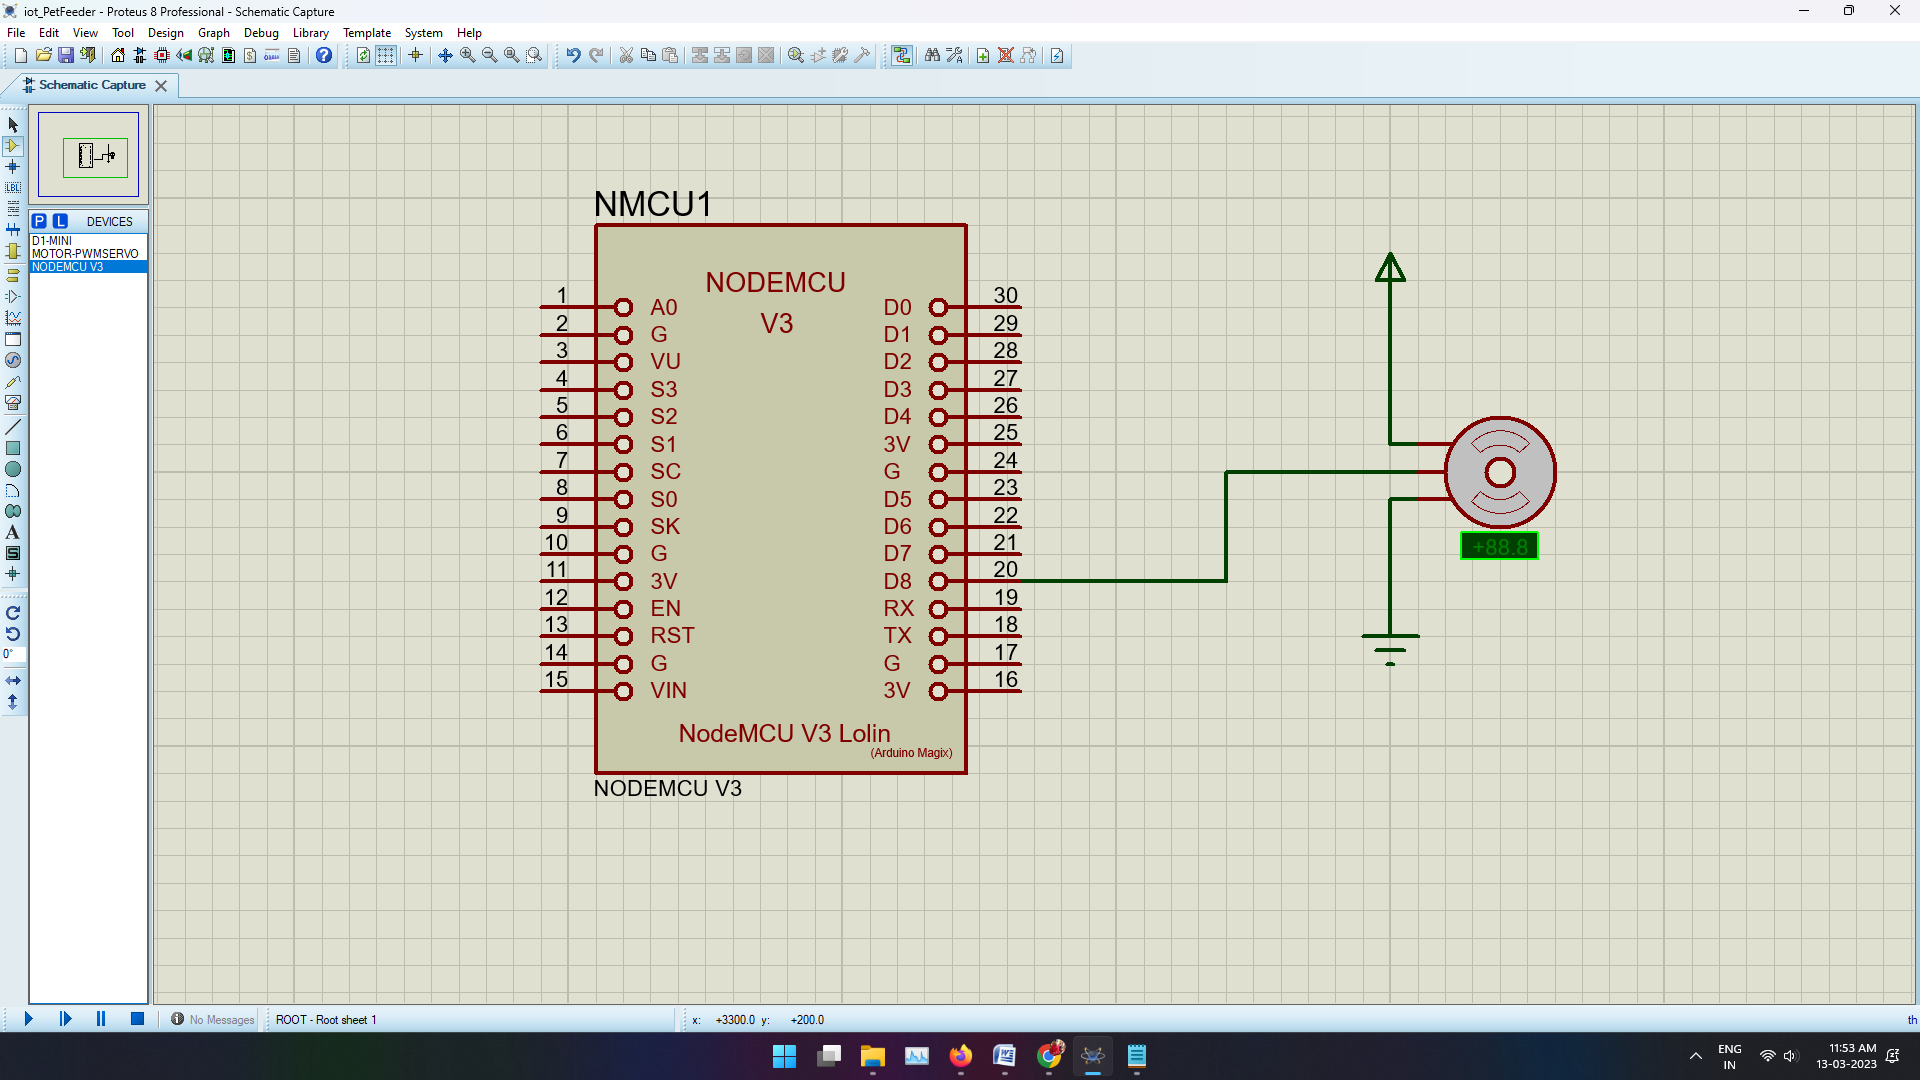 iot_PetFeeder - Proteus 8 Professional - Schematic Capture
File Edit View Tool Design Graph Debug Library Template System Help
Schematic Capture
P L DEVICES
D1-MINI
MOTOR-PWMSERVO
NODEMCU V3
LBL
A
S
0°
NMCU1
NODEMCU
V3
1 A0 D0 30
2 G D1 29
3 VU D2 28
4 S3 D3 27
5 S2 D4 26
6 S1 3V 25
7 SC G 24
8 S0 D5 23
9 SK D6 22
10 G D7 21
11 3V D8 20
12 EN RX 19
13 RST TX 18
14 G G 17
15 VIN 3V 16
+88.8
NodeMCU V3 Lolin
(Arduino Magix)
NODEMCU V3
No Messages ROOT - Root sheet 1 x: +3300.0 y: +200.0 th
ENG
IN
11:53 AM
13-03-2023